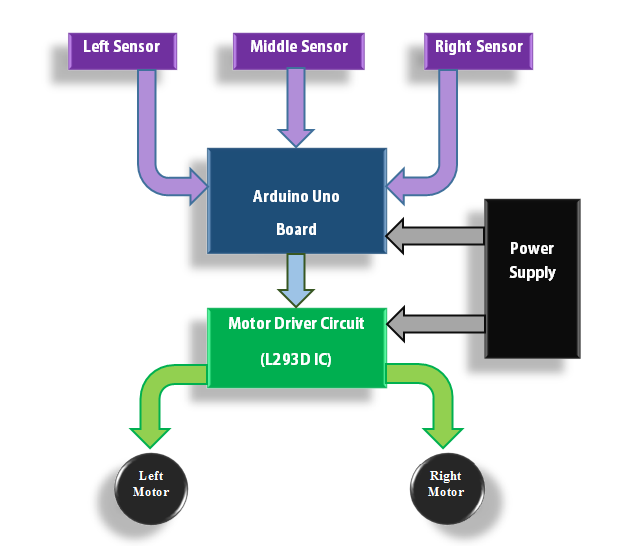 Left Sensor
Middle Sensor
Right Sensor
Arduino Uno
Board
Power
Supply
Motor Driver Circuit
(L293D IC)
Left
Motor
Right
Motor